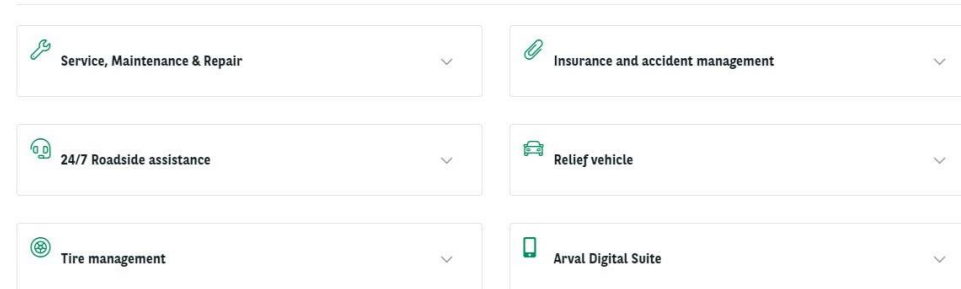 Service, Maintenance & Repair
Insurance and accident management
24/7 Roadside assistance
Relief vehicle
Tire management
Arval Digital Suite